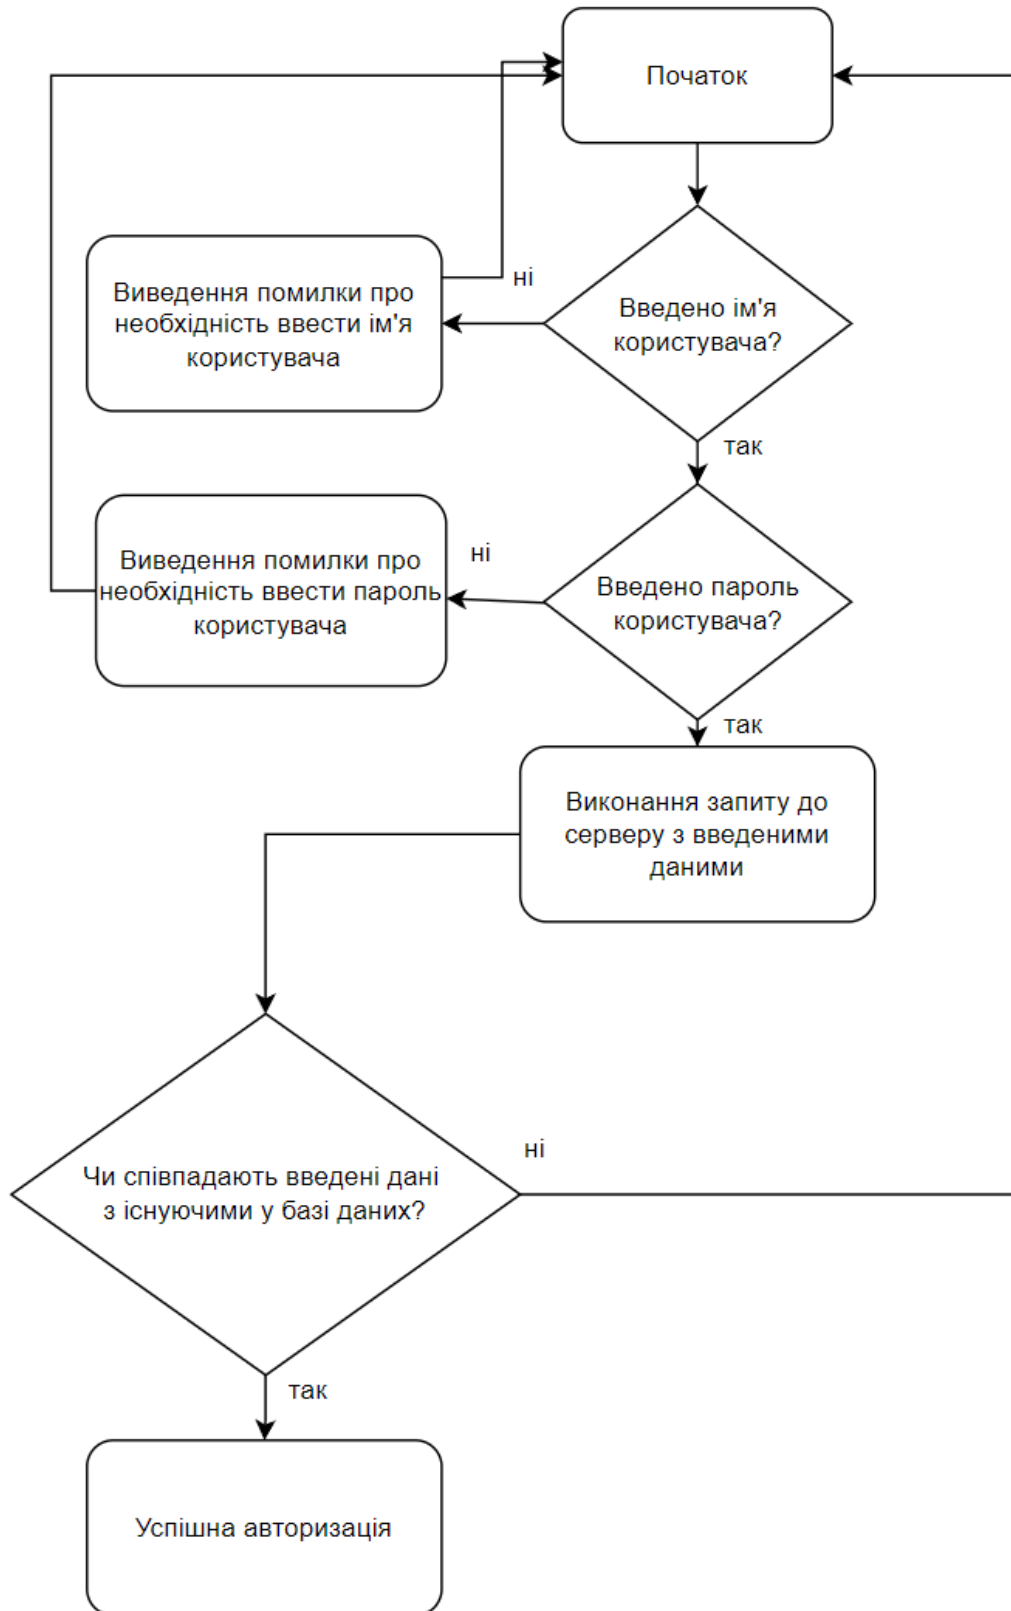 Початок
Введено ім'я
користувача?
ні
Виведення помилки про
необхідність ввести ім'я
користувача
так
Введено пароль
користувача?
ні
Виведення помилки про
необхідність ввести пароль
користувача
так
Виконання запиту до
серверу з введеними
даними
Чи співпадають введені дані
з існуючими у базі даних?
ні
так
Успішна авторизація